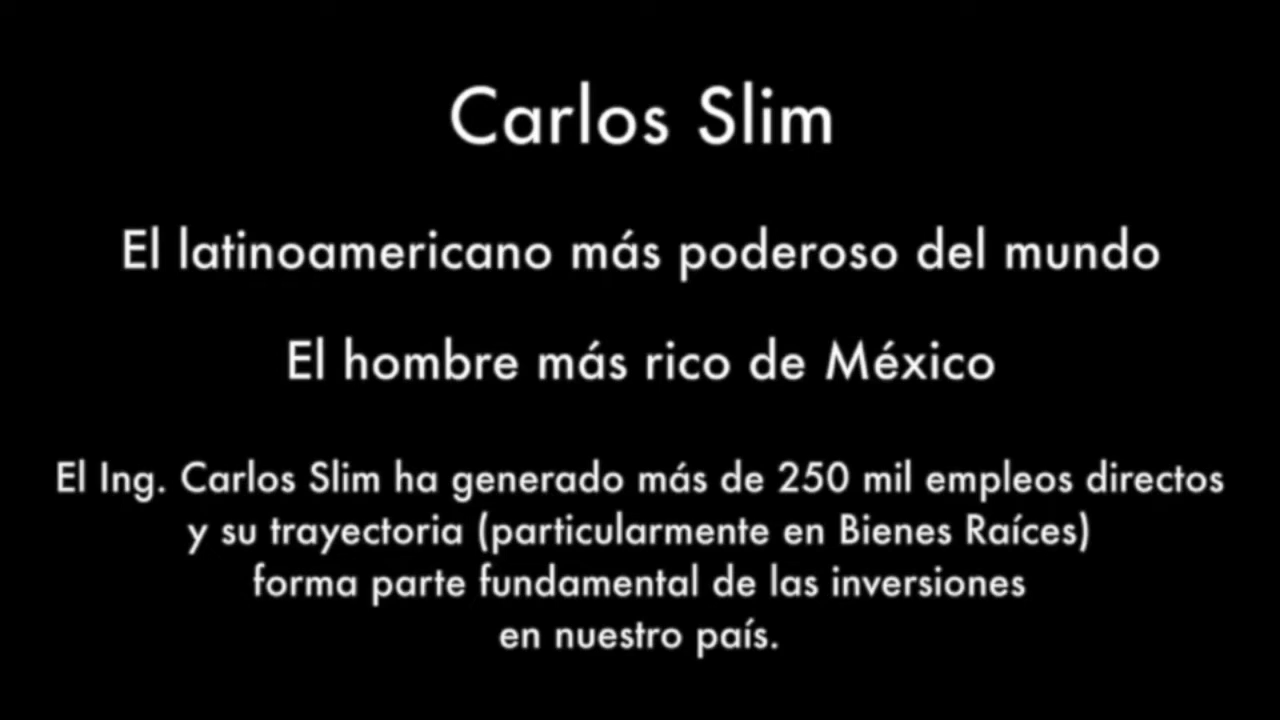 Carlos Slim
El latinoamericano más poderoso del mundo
El hombre más rico de México
El Ing. Carlos Slim ha generado más de 250 mil empleos directos
y su trayectoria (particularmente en Bienes Raíces)
forma parte fundamental de las inversiones
en nuestro país.